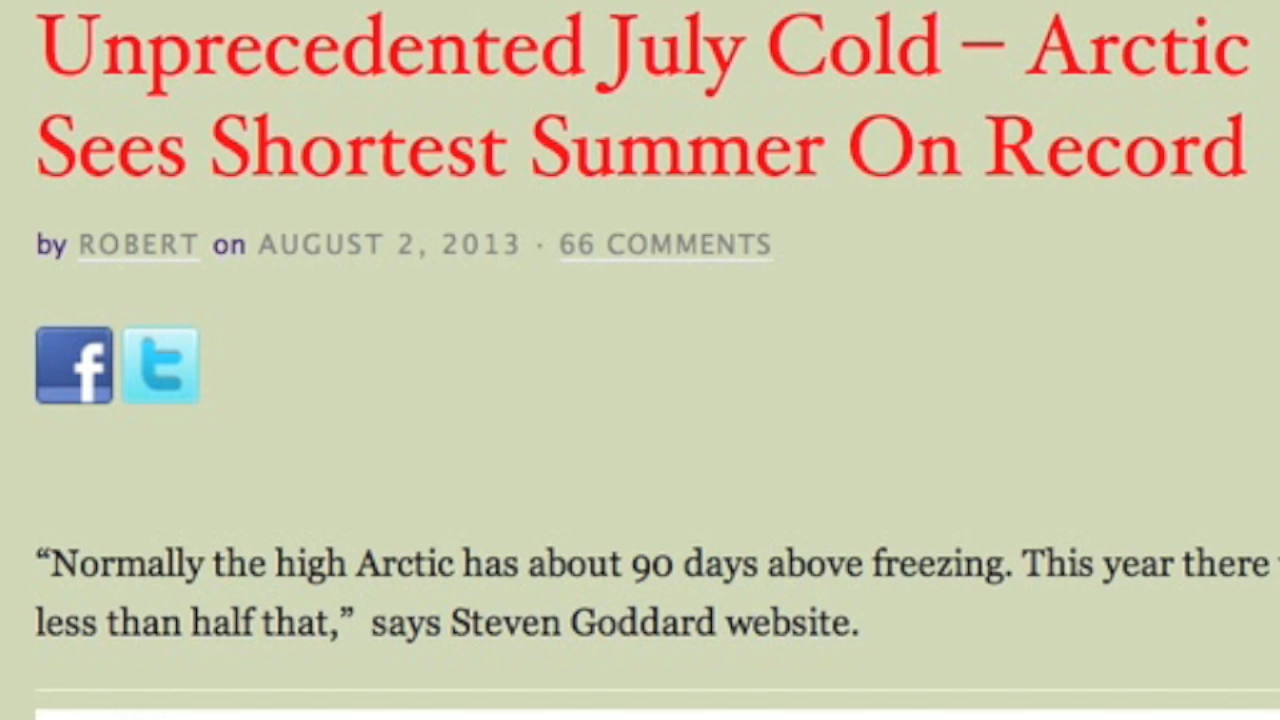 Unprecedented July Cold – Arctic
Sees Shortest Summer On Record
by ROBERT on AUGUST 2, 2013 · 66 COMMENTS
f t
“Normally the high Arctic has about 90 days above freezing. This year there
less than half that,” says Steven Goddard website.